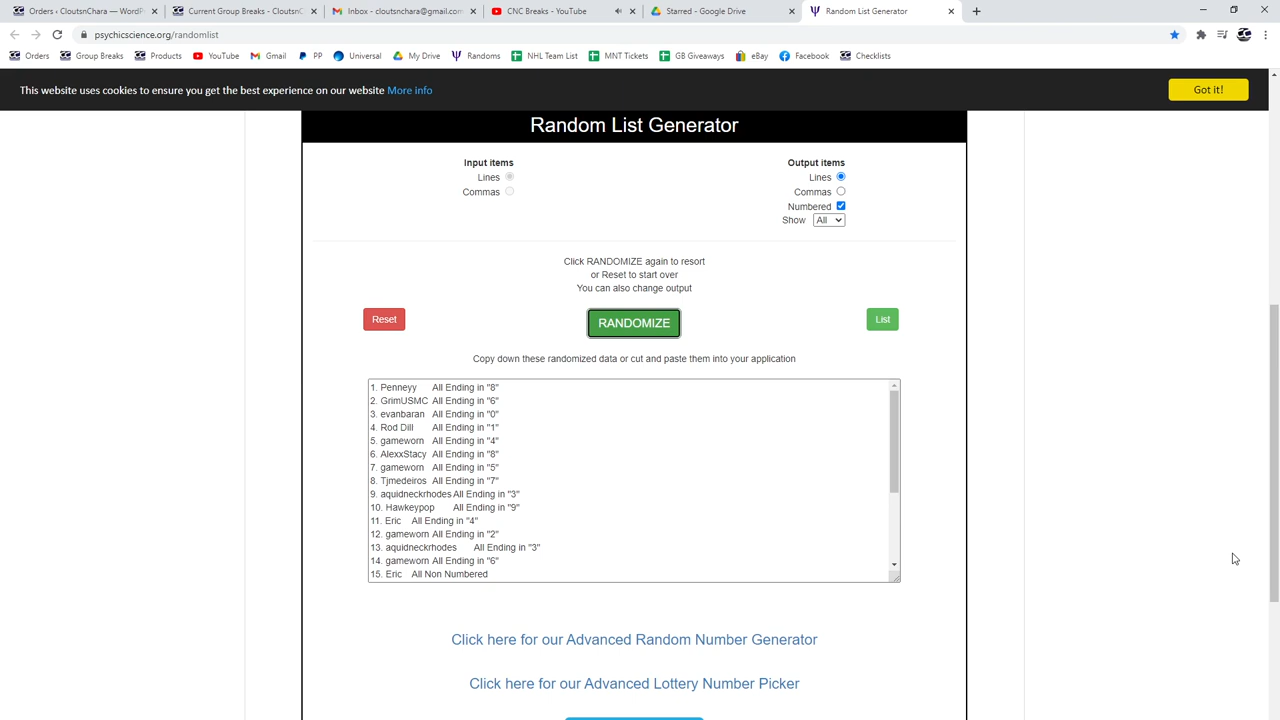 Orders ‹ CloutsnChara — WordP
Current Group Breaks – CloutsnC
Inbox - cloutsnchara@gmail.com
CNC Breaks - YouTube
Starred - Google Drive
Random List Generator
psychicscience.org/randomlist
Orders
Group Breaks
Products
YouTube
Gmail
PP
Universal
My Drive
Randoms
NHL Team List
MNT Tickets
GB Giveaways
eBay
Facebook
Checklists
This website uses cookies to ensure you get the best experience on our website More info
Got it!
Random List Generator
Input items
Lines
Commas
Output items
Lines
Commas
Numbered
Show All
Click RANDOMIZE again to resort
or Reset to start over
You can also change output
Reset
RANDOMIZE
List
Copy down these randomized data or cut and paste them into your application
1. Penneyy All Ending in "8"
2. GrimUSMC All Ending in "6"
3. evanbaran All Ending in "0"
4. Rod Dill All Ending in "1"
5. gameworn All Ending in "4"
6. AlexxStacy All Ending in "8"
7. gameworn All Ending in "5"
8. Tjmedeiros All Ending in "7"
9. aquidneckrhodes All Ending in "3"
10. Hawkeypop All Ending in "9"
11. Eric All Ending in "4"
12. gameworn All Ending in "2"
13. aquidneckrhodes All Ending in "3"
14. gameworn All Ending in "6"
15. Eric All Non Numbered
Click here for our Advanced Random Number Generator
Click here for our Advanced Lottery Number Picker